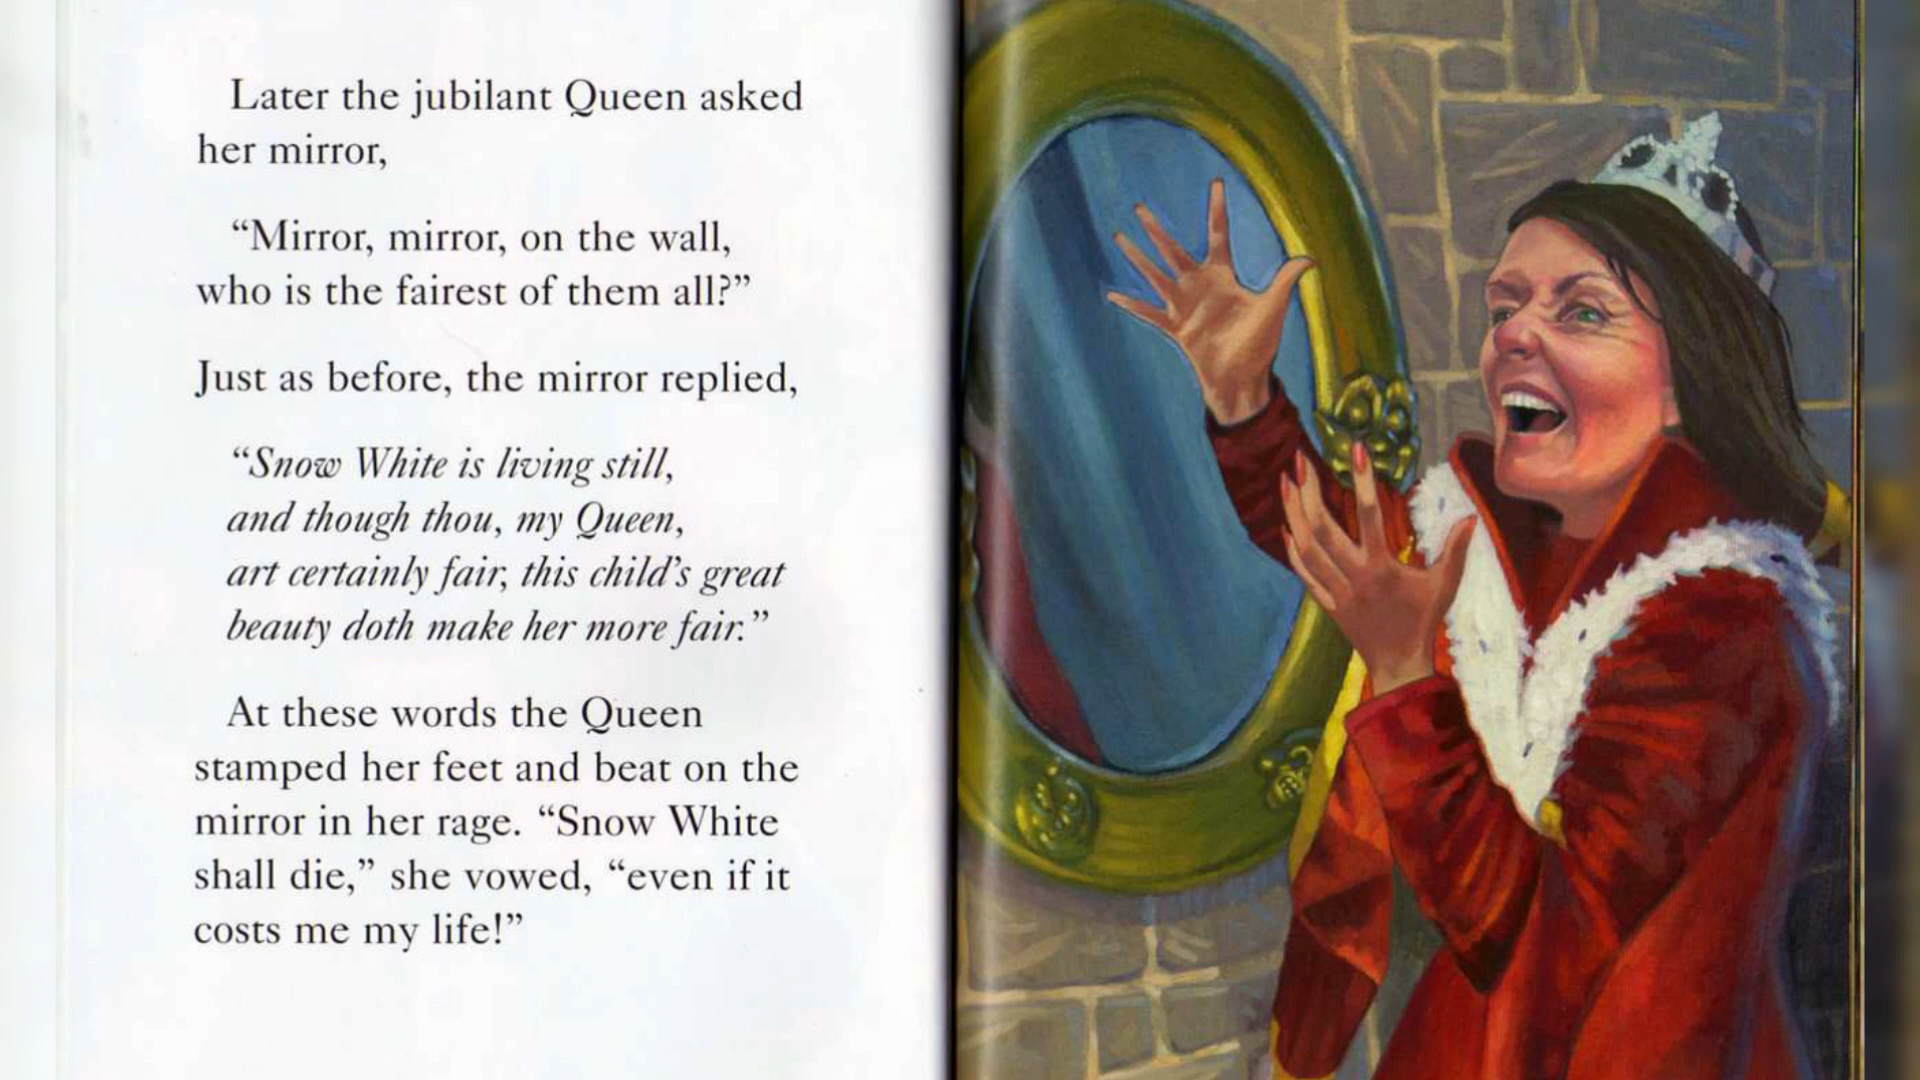 Later the jubilant Queen asked
her mirror,
“Mirror, mirror, on the wall,
who is the fairest of them all?”
Just as before, the mirror replied,
“Snow White is living still,
and though thou, my Queen,
art certainly fair, this child’s great
beauty doth make her more fair.”
At these words the Queen
stamped her feet and beat on the
mirror in her rage. “Snow White
shall die,” she vowed, “even if it
costs me my life!”